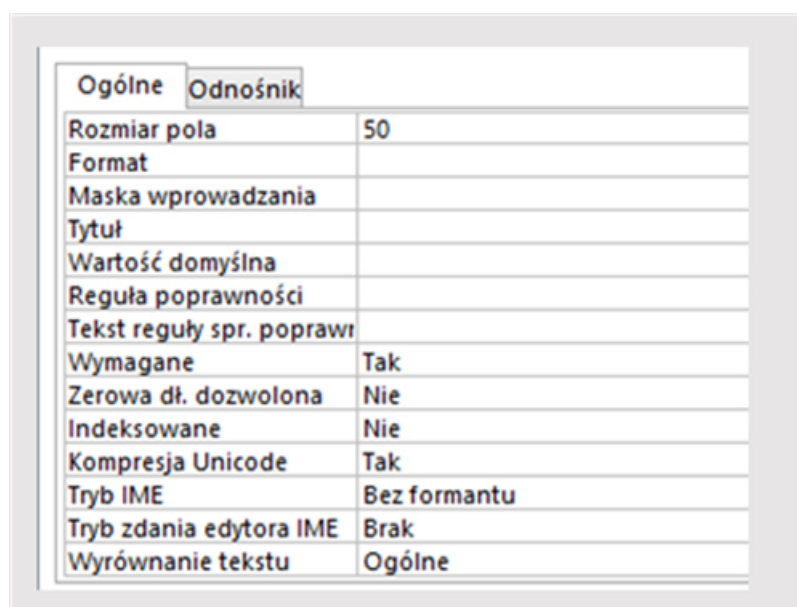 Ogólne Odnośnik
Rozmiar pola 50
Format
Maska wprowadzania
Tytuł
Wartość domyślna
Reguła poprawności
Tekst reguły spr. poprawn
Wymagane Tak
Zerowa dł. dozwolona Nie
Indeksowane Nie
Kompresja Unicode Tak
Tryb IME Bez formantu
Tryb zdania edytora IME Brak
Wyrównanie tekstu Ogólne